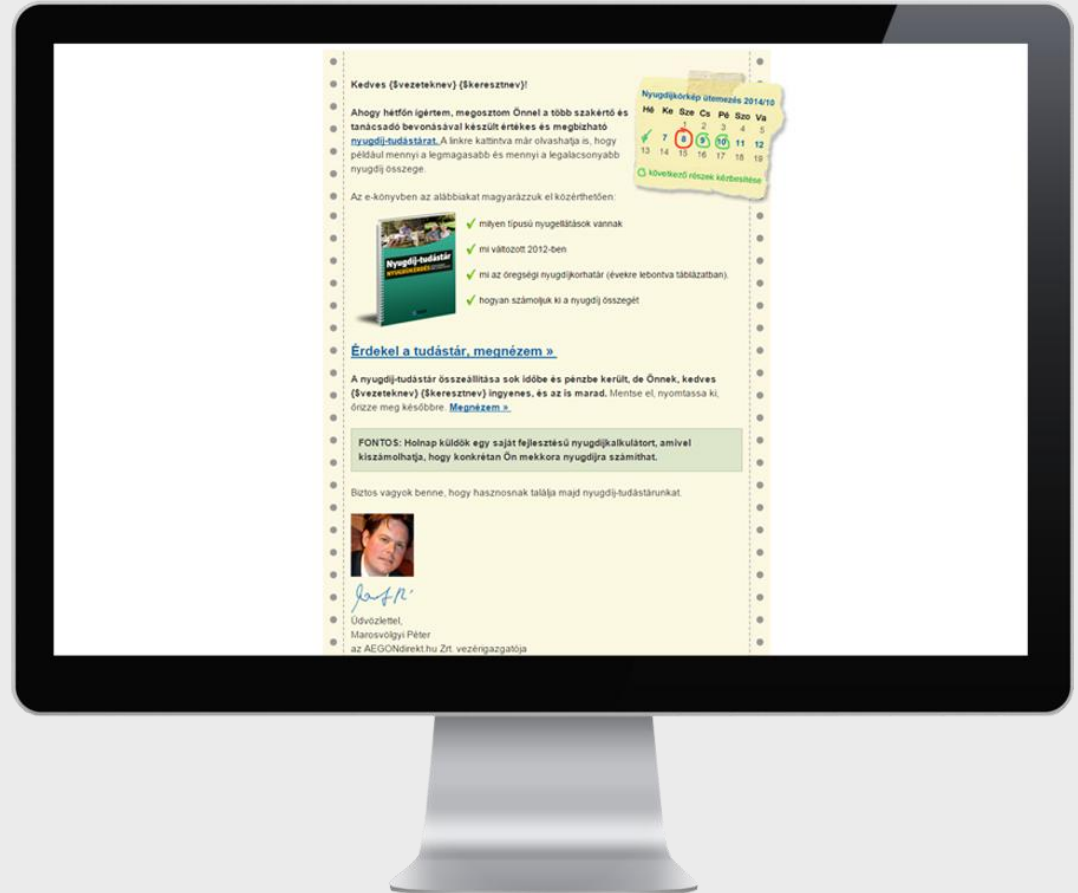 Kedves {$vezeteknev} {$keresztnev}!
Ahogy hétfőn ígértem, megosztom Önnel a több szakértő és
tanácsadó bevonásával készült értékes és megbízható
nyugdíj-tudástárat. A linkre kattintva már olvashatja is, hogy
például mennyi a legmagasabb és mennyi a legalacsonyabb
nyugdíj összege.
Nyugdíjkörkép ütemezés 2014/10
Hé Ke Sze Cs Pé Szo Va
1 2 3 4 5
7 8 9 10 11 12
13 14 15 16 17 18 19
következő részek kézbesítése
Az e-könyvben az alábbiakat magyarázzuk el közérthetően:
Nyugdíj-tudástár
milyen típusú nyugellátások vannak
mi változott 2012-ben
mi az öregségi nyugdíjkorhatár (évekre lebontva táblázatban).
hogyan számoljuk ki a nyugdíj összegét
Érdekel a tudástár, megnézem »
A nyugdíj-tudástár összeállítása sok időbe és pénzbe került, de Önnek, kedves
{$vezeteknev} {$keresztnev} ingyenes, és az is marad. Mentse el, nyomtassa ki,
őrizze meg későbbre. Megnézem »
FONTOS: Holnap küldök egy saját fejlesztésű nyugdíjkalkulátort, amivel
kiszámolhatja, hogy konkrétan Ön mekkora nyugdíjra számíthat.
Biztos vagyok benne, hogy hasznosnak találja majd nyugdíj-tudástárunkat.
Üdvözlettel,
Marosvölgyi Péter
az AEGONdirekt.hu Zrt. vezérigazgatója